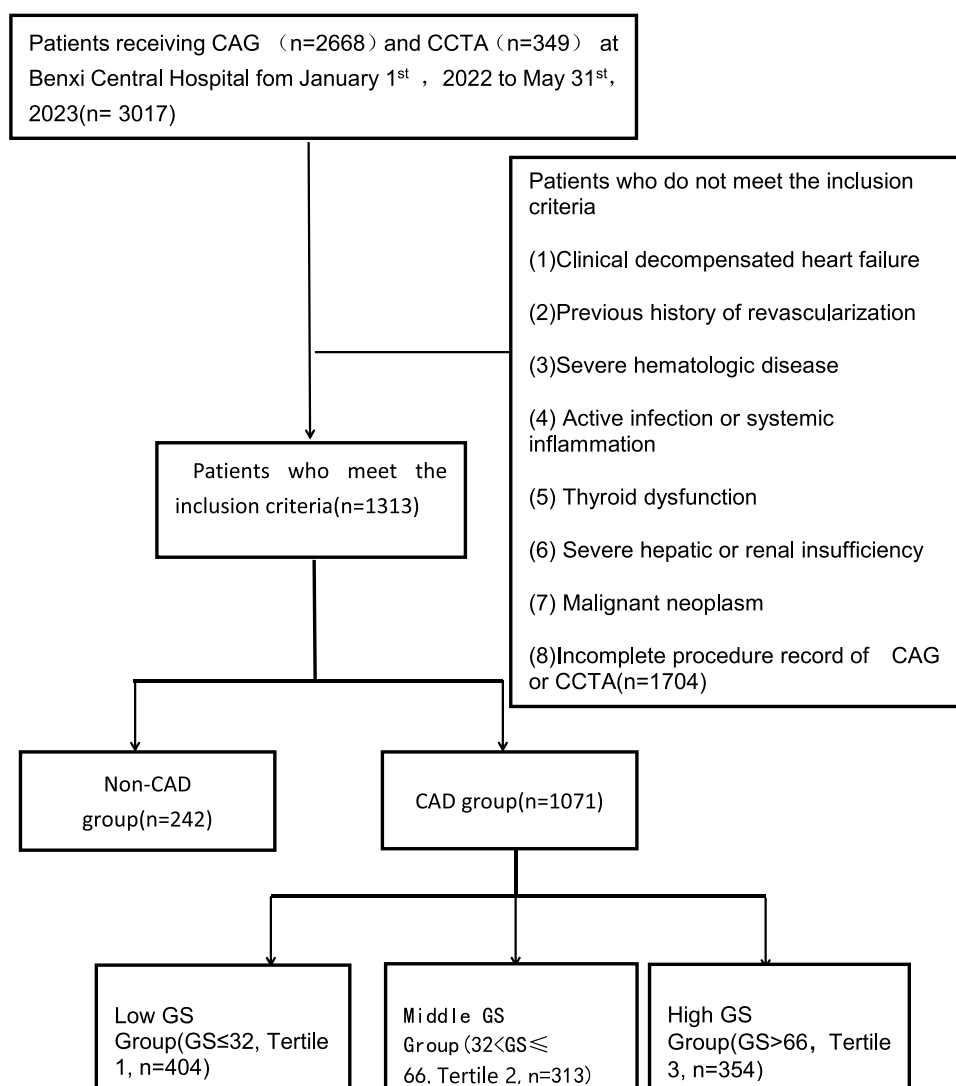 Patients receiving CAG （n=2668）and CCTA（n=349） at
Benxi Central Hospital fom January 1st ，2022 to May 31st，
2023(n= 3017)
Patients who do not meet the inclusion
criteria
(1)Clinical decompensated heart failure
(2)Previous history of revascularization
(3)Severe hematologic disease
(4) Active infection or systemic
inflammation
(5) Thyroid dysfunction
(6) Severe hepatic or renal insufficiency
(7) Malignant neoplasm
(8)Incomplete procedure record of CAG
or CCTA(n=1704)
Patients who meet the
inclusion criteria(n=1313)
Non-CAD
group(n=242)
CAD group(n=1071)
Low GS
Group(GS≤32, Tertile
1, n=404)
Middle GS
Group(32<GS≤
66, Tertile 2, n=313)
High GS
Group(GS>66，Tertile
3, n=354)